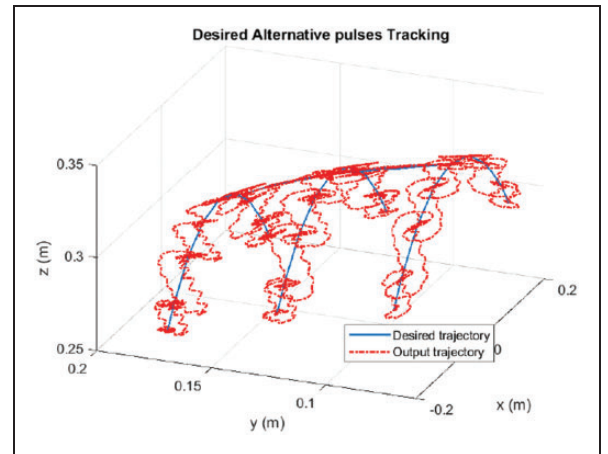 Desired Alternative pulses Tracking
0.35
0.3
0.25
z (m)
0.2
0.15
0.1
y (m)
0.2
0
-0.2
x (m)
Desired trajectory
Output trajectory